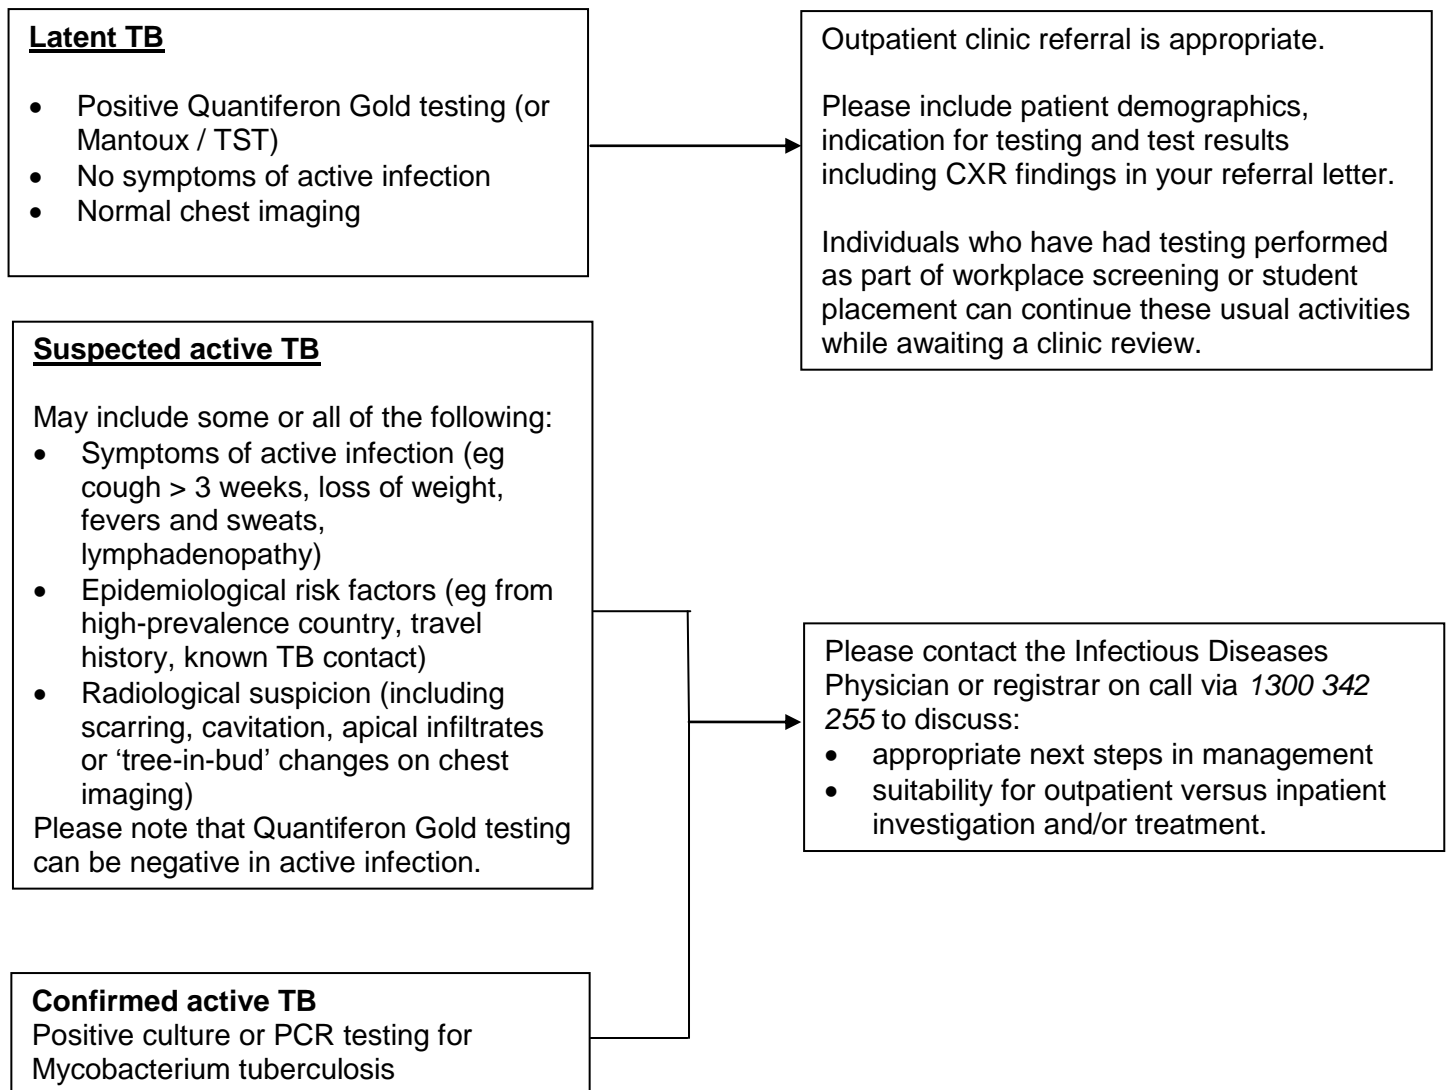 Latent TB
• Positive Quantiferon Gold testing (or
Mantoux / TST)
• No symptoms of active infection
• Normal chest imaging
Outpatient clinic referral is appropriate.
Please include patient demographics,
indication for testing and test results
including CXR findings in your referral letter.
Individuals who have had testing performed
as part of workplace screening or student
placement can continue these usual activities
while awaiting a clinic review.
Suspected active TB
May include some or all of the following:
• Symptoms of active infection (eg
cough > 3 weeks, loss of weight,
fevers and sweats,
lymphadenopathy)
• Epidemiological risk factors (eg from
high-prevalence country, travel
history, known TB contact)
• Radiological suspicion (including
scarring, cavitation, apical infiltrates
or ‘tree-in-bud’ changes on chest
imaging)
Please note that Quantiferon Gold testing
can be negative in active infection.
Please contact the Infectious Diseases
Physician or registrar on call via 1300 342
255 to discuss:
• appropriate next steps in management
• suitability for outpatient versus inpatient
investigation and/or treatment.
Confirmed active TB
Positive culture or PCR testing for
Mycobacterium tuberculosis